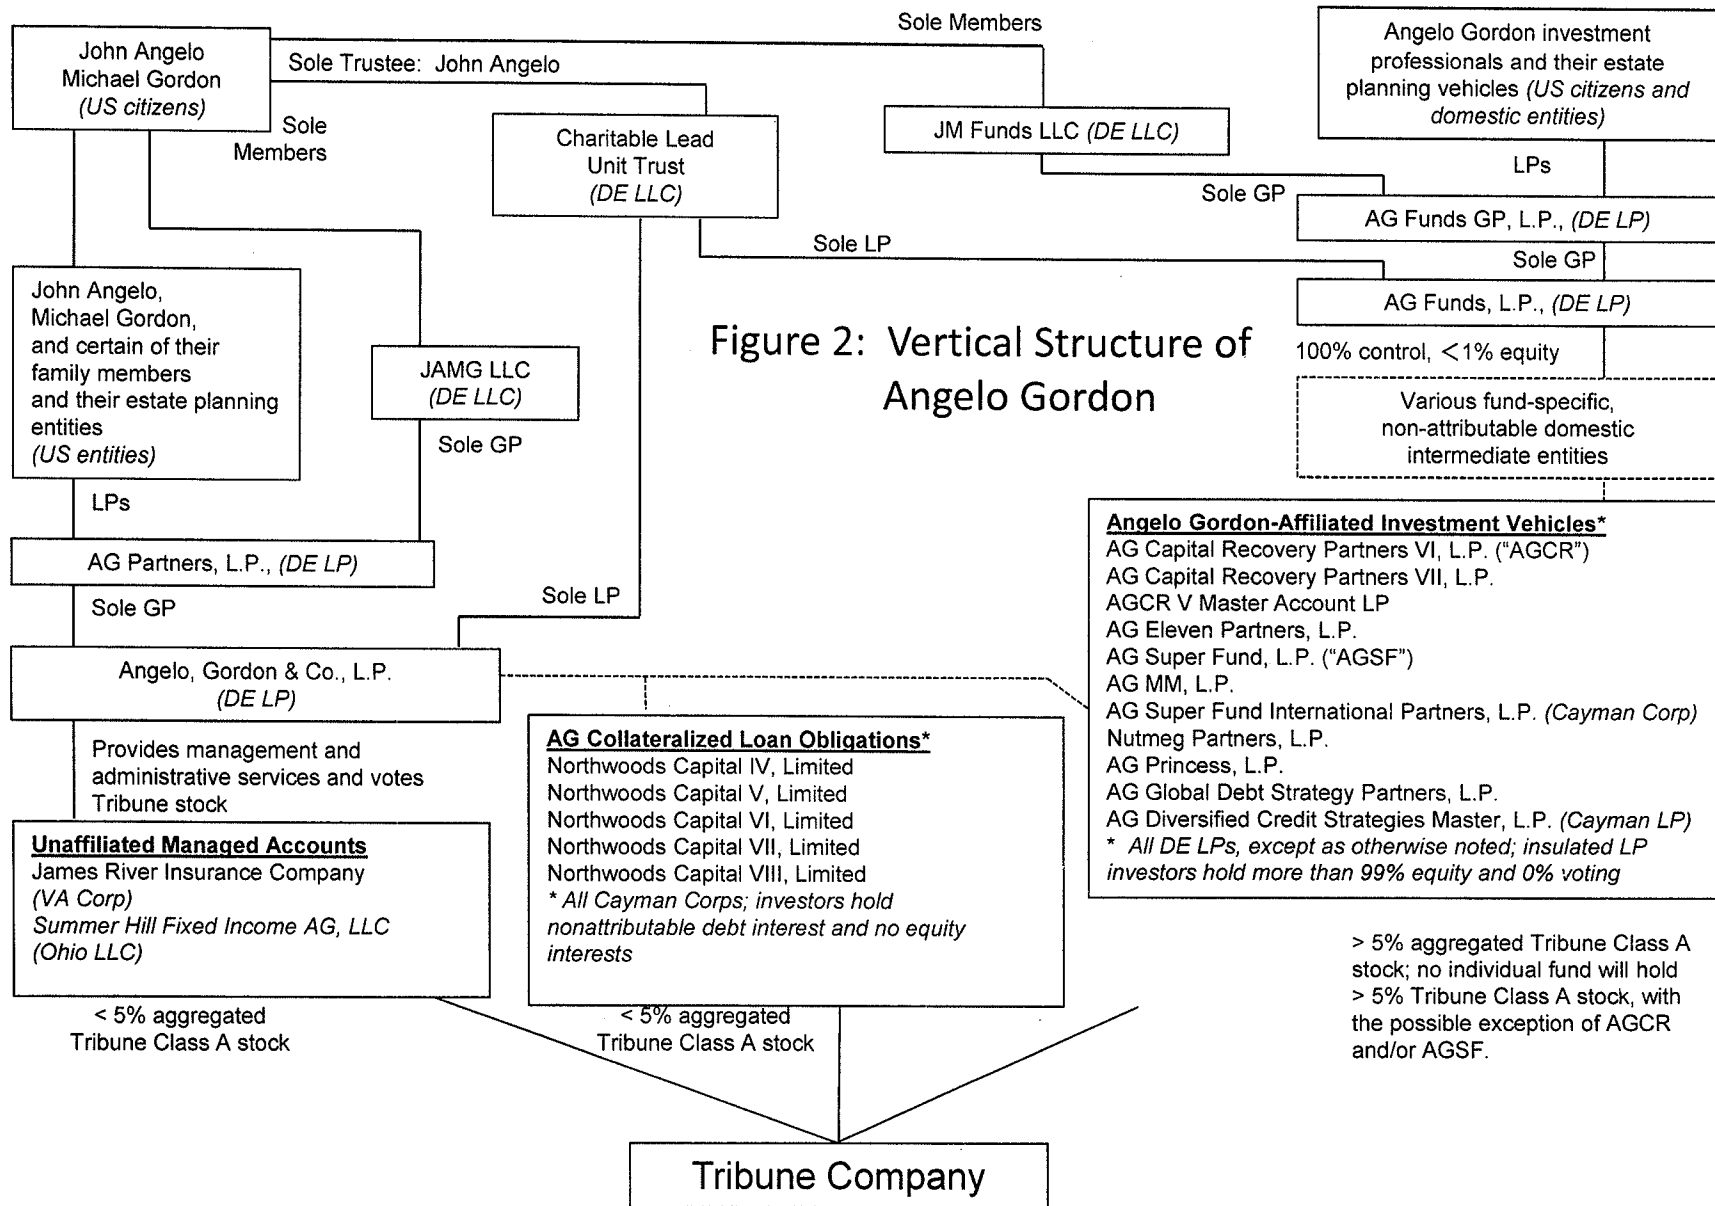 Sole Members
John Angelo
Michael Gordon
(US citizens)
Sole Trustee:  John Angelo
Sole
Members
Charitable Lead
Unit Trust
(DE LLC)
JM Funds LLC (DE LLC)
Angelo Gordon investment
professionals and their estate
planning vehicles (US citizens and
domestic entities)
LPs
Sole GP
AG Funds GP, L.P., (DE LP)
Sole LP
Sole GP
AG Funds, L.P., (DE LP)
100% control, <1% equity
Various fund-specific,
non-attributable domestic
intermediate entities
Figure 2:  Vertical Structure of
Angelo Gordon
John Angelo,
Michael Gordon,
and certain of their
family members
and their estate planning
entities
(US entities)
JAMG LLC
(DE LLC)
Sole GP
LPs
AG Partners, L.P., (DE LP)
Sole GP
Sole LP
Angelo, Gordon & Co., L.P.
(DE LP)
Provides management and
administrative services and votes
Tribune stock
Unaffiliated Managed Accounts
James River Insurance Company
(VA Corp)
Summer Hill Fixed Income AG, LLC
(Ohio LLC)
< 5% aggregated
Tribune Class A stock
AG Collateralized Loan Obligations*
Northwoods Capital IV, Limited
Northwoods Capital V, Limited
Northwoods Capital VI, Limited
Northwoods Capital VII, Limited
Northwoods Capital VIII, Limited
* All Cayman Corps; investors hold
nonattributable debt interest and no equity
interests
< 5% aggregated
Tribune Class A stock
Angelo Gordon-Affiliated Investment Vehicles*
AG Capital Recovery Partners VI, L.P. (“AGCR”)
AG Capital Recovery Partners VII, L.P.
AGCR V Master Account LP
AG Eleven Partners, L.P.
AG Super Fund, L.P. (“AGSF”)
AG MM, L.P.
AG Super Fund International Partners, L.P. (Cayman Corp)
Nutmeg Partners, L.P.
AG Princess, L.P.
AG Global Debt Strategy Partners, L.P.
AG Diversified Credit Strategies Master, L.P. (Cayman LP)
* All DE LPs, except as otherwise noted; insulated LP
investors hold more than 99% equity and 0% voting
> 5% aggregated Tribune Class A
stock; no individual fund will hold
> 5% Tribune Class A stock, with
the possible exception of AGCR
and/or AGSF.
Tribune Company